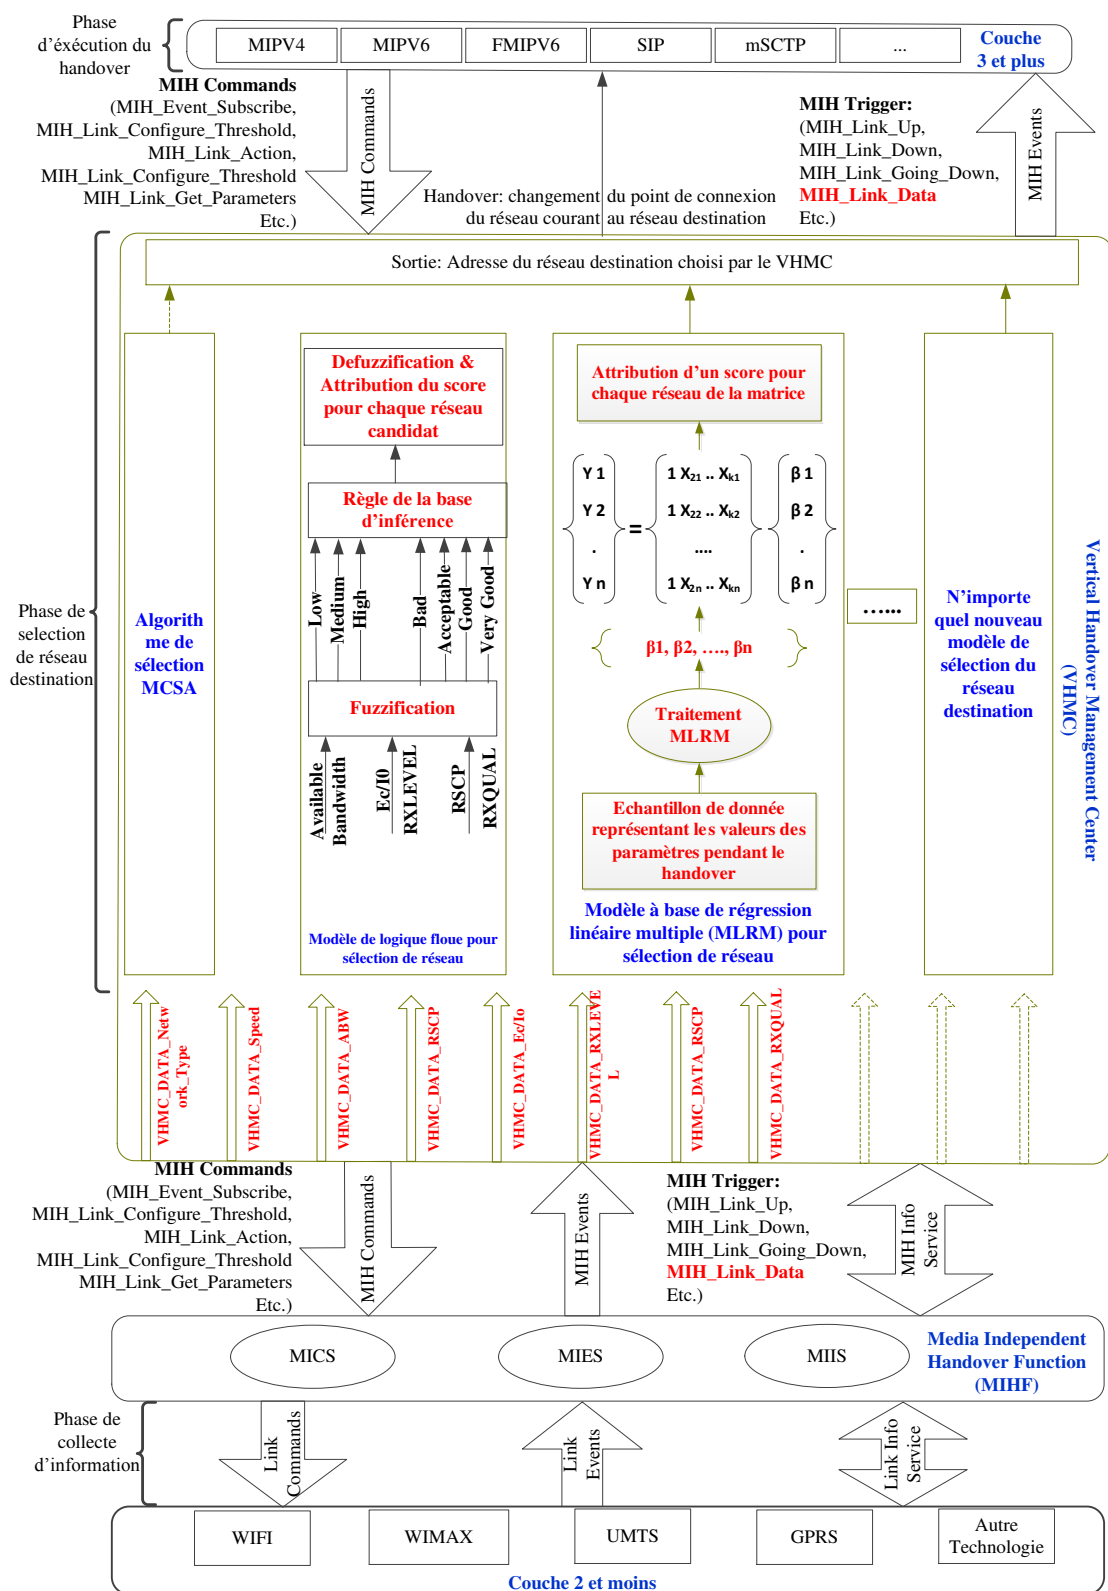 Phase
d'éxécution du
handover
MIPV4
MIPV6
FMIPV6
SIP
mSCTP
...
Couche
3 et plus
MIH Commands
(MIH_Event_Subscribe,
MIH_Link_Configure_Threshold,
MIH_Link_Action,
MIH_Link_Configure_Threshold
MIH_Link_Get_Parameters
Etc.)
MIH Commands
Handover: changement du point de connexion
du réseau courant au réseau destination
MIH Trigger:
(MIH_Link_Up,
MIH_Link_Down,
MIH_Link_Going_Down,
MIH_Link_Data
Etc.)
MIH Events
Sortie: Adresse du réseau destination choisi par le VHMC
Phase de
selection
de réseau
destination
Algorith
me de
sélection
MCSA
Defuzzification &
Attribution du score
pour chaque réseau
candidat
Règle de la base
d'inférence
Low
Medium
High
Bad
Acceptable
Good
Very Good
Fuzzification
Available
Bandwidth
Ec/I0
RXLEVEL
RSCP
RXQUAL
Modèle de logique floue pour
sélection de réseau
Attribution d'un score pour
chaque réseau de la matrice
Y 1
Y 2
.
Y n
=
1 X21 .. Xk1
1 X22 .. Xk2
....
1 X2n .. Xkn
β 1
β 2
.
β n
β1, β2, …., βn
Traitement
MLRM
Echantillon de donnée
représentant les valeurs des
paramètres pendant le
handover
Modèle à base de régression
linéaire multiple (MLRM) pour
sélection de réseau
…...
N'importe
quel nouveau
modèle de
sélection du
réseau
destination
Vertical Handover Management Center
(VHMC)
VHMC_DATA_Netw
ork_Type
VHMC_DATA_Speed
VHMC_DATA_ABW
VHMC_DATA_RSCP
VHMC_DATA_Ec/Io
VHMC_DATA_RXLEVE
L
VHMC_DATA_RSCP
VHMC_DATA_RXQUAL
MIH Commands
(MIH_Event_Subscribe,
MIH_Link_Configure_Threshold,
MIH_Link_Action,
MIH_Link_Configure_Threshold
MIH_Link_Get_Parameters
Etc.)
MIH Commands
MIH Events
MIH Trigger:
(MIH_Link_Up,
MIH_Link_Down,
MIH_Link_Going_Down,
MIH_Link_Data
Etc.)
MIH Info
Service
MICS
MIES
MIIS
Media Independent
Handover Function
(MIHF)
Phase de
collecte
d'information
Link
Commands
Link
Events
Link Info
Service
WIFI
WIMAX
UMTS
GPRS
Autre
Technologie
Couche 2 et moins